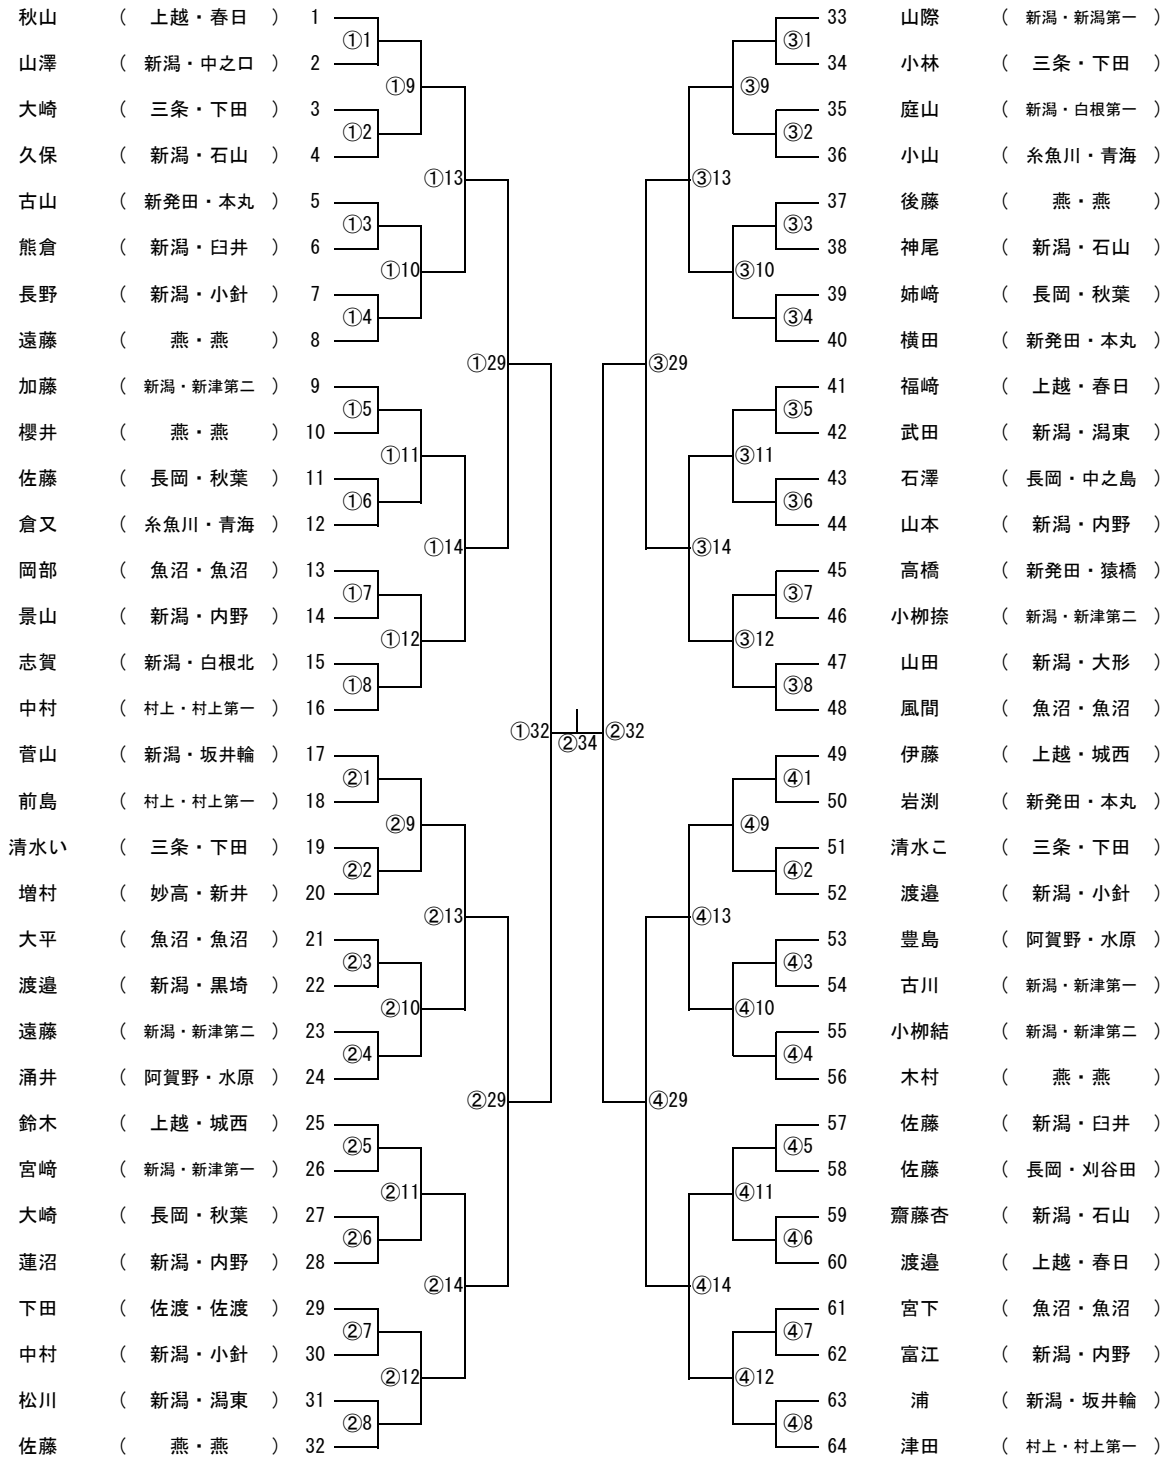 秋山 （ 上越・春日 ） 1
①1
山澤 （ 新潟・中之口 ） 2
①9
大崎 （ 三条・下田 ） 3
①2
久保 （ 新潟・石山 ） 4
①13
古山 （ 新発田・本丸 ） 5
①3
熊倉 （ 新潟・臼井 ） 6
①10
長野 （ 新潟・小針 ） 7
①4
遠藤 （ 燕・燕 ） 8
①29
加藤 （ 新潟・新津第二 ） 9
①5
櫻井 （ 燕・燕 ） 10
①11
佐藤 （ 長岡・秋葉 ） 11
①6
倉又 （ 糸魚川・青海 ） 12
①14
岡部 （ 魚沼・魚沼 ） 13
①7
景山 （ 新潟・内野 ） 14
①12
志賀 （ 新潟・白根北 ） 15
①8
中村 （ 村上・村上第一 ） 16
①32
菅山 （ 新潟・坂井輪 ） 17
②1
前島 （ 村上・村上第一 ） 18
②9
清水い （ 三条・下田 ） 19
②2
増村 （ 妙高・新井 ） 20
②13
大平 （ 魚沼・魚沼 ） 21
②3
渡邉 （ 新潟・黒埼 ） 22
②10
遠藤 （ 新潟・新津第二 ） 23
②4
涌井 （ 阿賀野・水原 ） 24
②29
鈴木 （ 上越・城西 ） 25
②5
宮﨑 （ 新潟・新津第一 ） 26
②11
大崎 （ 長岡・秋葉 ） 27
②6
蓮沼 （ 新潟・内野 ） 28
②14
下田 （ 佐渡・佐渡 ） 29
②7
中村 （ 新潟・小針 ） 30
②12
松川 （ 新潟・潟東 ） 31
②8
佐藤 （ 燕・燕 ） 32
②34
33 山際 （ 新潟・新潟第一 ）
③1
34 小林 （ 三条・下田 ）
③9
35 庭山 （ 新潟・白根第一 ）
③2
36 小山 （ 糸魚川・青海 ）
③13
37 後藤 （ 燕・燕 ）
③3
38 神尾 （ 新潟・石山 ）
③10
39 姉﨑 （ 長岡・秋葉 ）
③4
40 横田 （ 新発田・本丸 ）
③29
41 福﨑 （ 上越・春日 ）
③5
42 武田 （ 新潟・潟東 ）
③11
43 石澤 （ 長岡・中之島 ）
③6
44 山本 （ 新潟・内野 ）
③14
45 高橋 （ 新発田・猿橋 ）
③7
46 小栁捺 （ 新潟・新津第二 ）
③12
47 山田 （ 新潟・大形 ）
③8
48 風間 （ 魚沼・魚沼 ）
②32
49 伊藤 （ 上越・城西 ）
④1
50 岩渕 （ 新発田・本丸 ）
④9
51 清水こ （ 三条・下田 ）
④2
52 渡邉 （ 新潟・小針 ）
④13
53 豊島 （ 阿賀野・水原 ）
④3
54 古川 （ 新潟・新津第一 ）
④10
55 小栁結 （ 新潟・新津第二 ）
④4
56 木村 （ 燕・燕 ）
④29
57 佐藤 （ 新潟・臼井 ）
④5
58 佐藤 （ 長岡・刈谷田 ）
④11
59 齋藤杏 （ 新潟・石山 ）
④6
60 渡邉 （ 上越・春日 ）
④14
61 宮下 （ 魚沼・魚沼 ）
④7
62 富江 （ 新潟・内野 ）
④12
63 浦 （ 新潟・坂井輪 ）
④8
64 津田 （ 村上・村上第一 ）